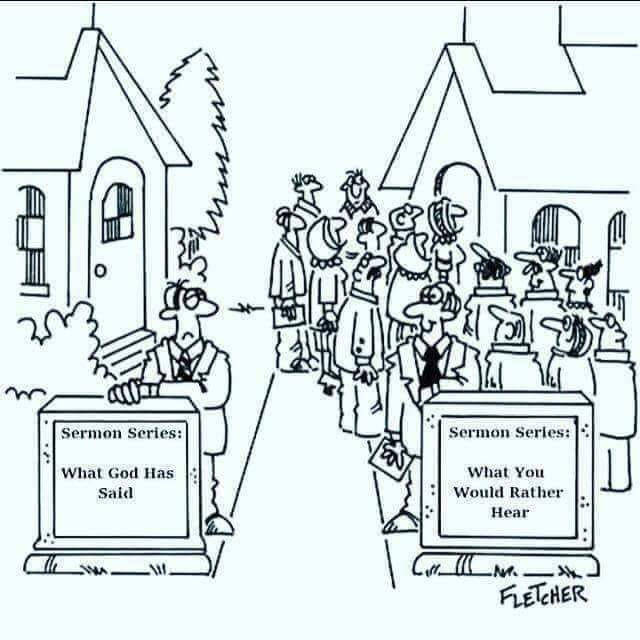 Sermon Series:
What God Has
Said
Sermon Series:
What You
Would Rather
Hear
FLETCHER